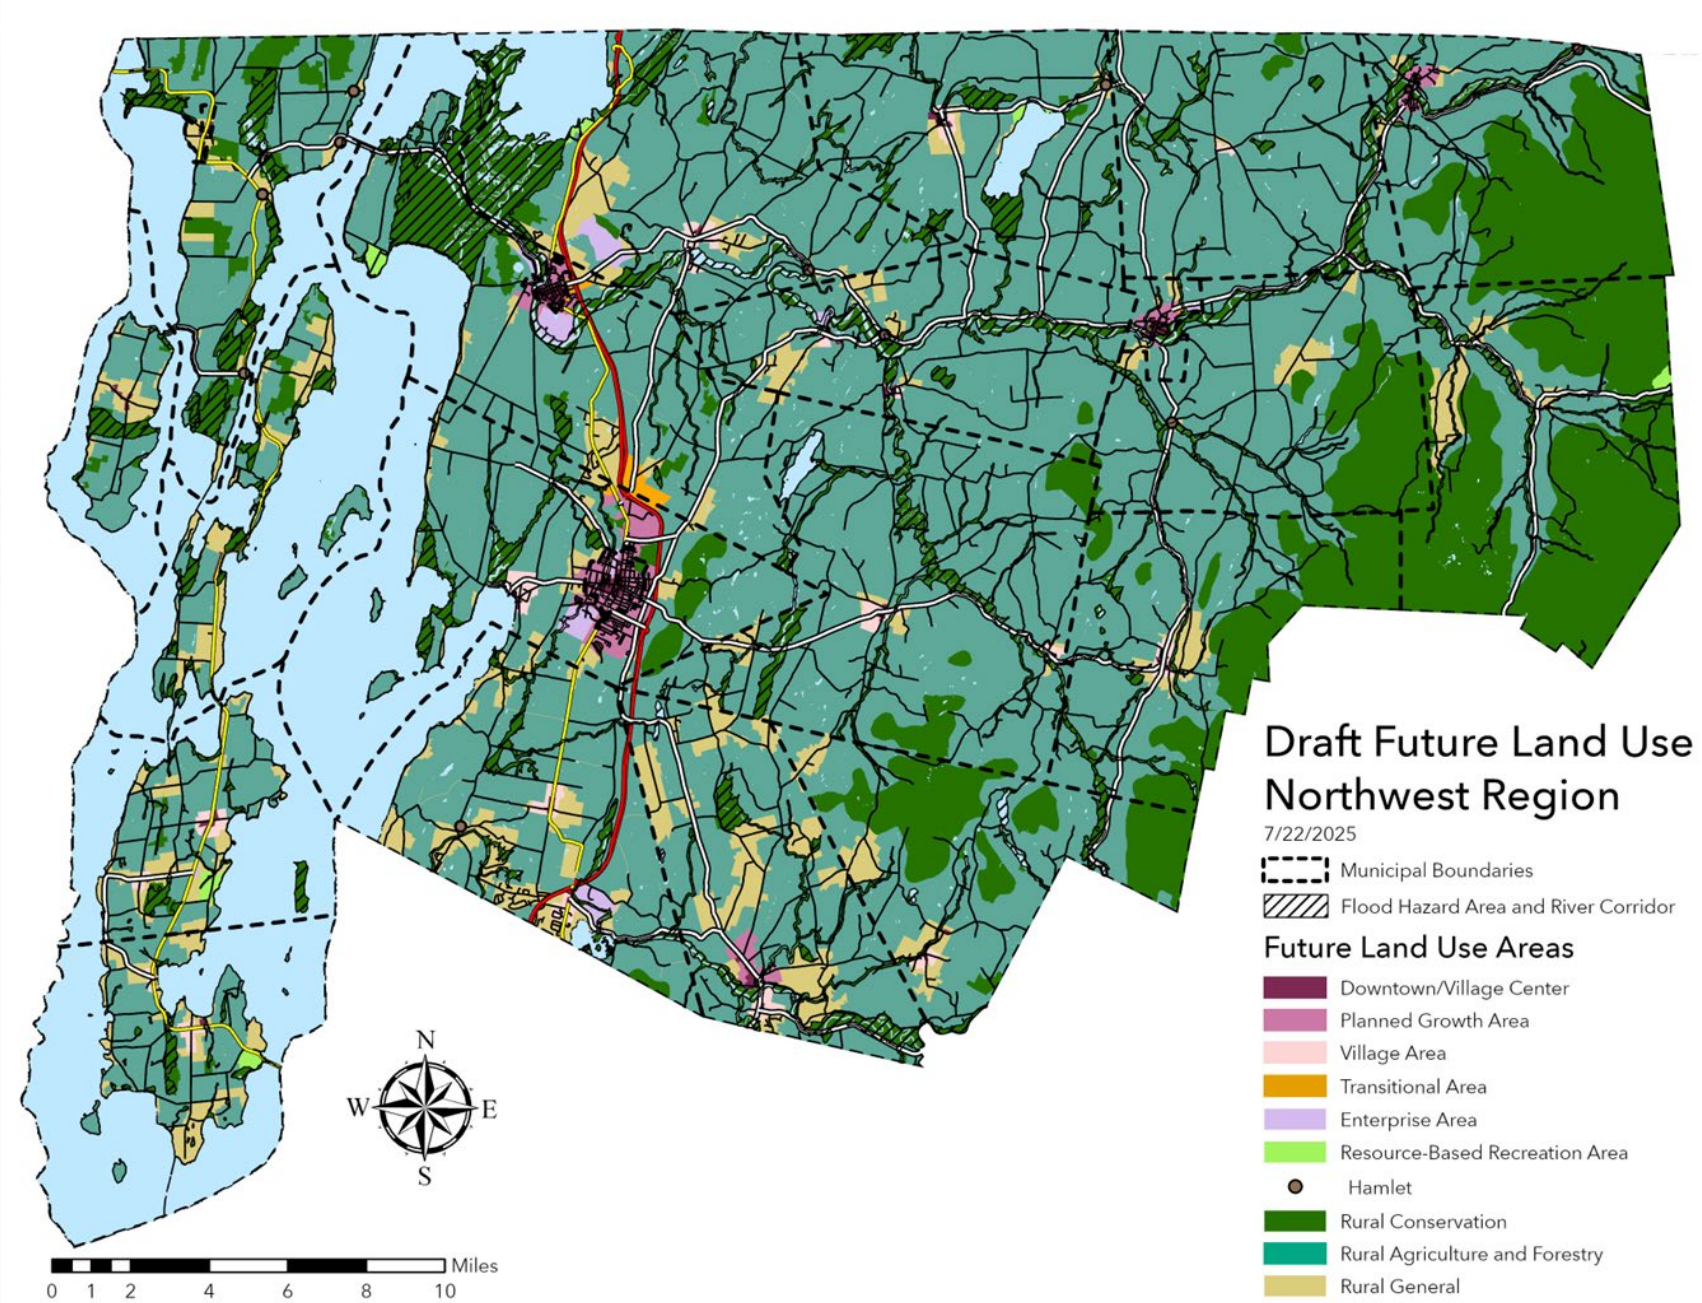 Draft Future Land Use
Northwest Region
7/22/2025
Municipal Boundaries
Flood Hazard Area and River Corridor
Future Land Use Areas
Downtown/Village Center
Planned Growth Area
Village Area
Transitional Area
Enterprise Area
Resource-Based Recreation Area
Hamlet
Rural Conservation
Rural Agriculture and Forestry
Rural General
N
W E
S
Miles
0 1 2 4 6 8 10